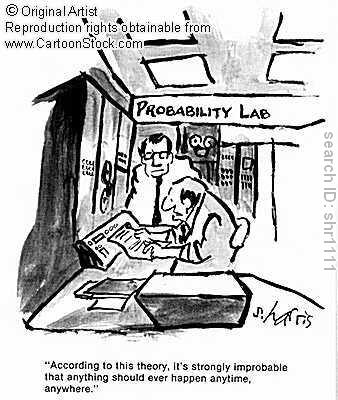 © Original Artist
Reproduction rights obtainable from
www.CartoonStock.com
PROBABILITY LAB
search ID: shr1111
S. Harris
"According to this theory, it's strongly improbable
that anything should ever happen anytime,
anywhere."